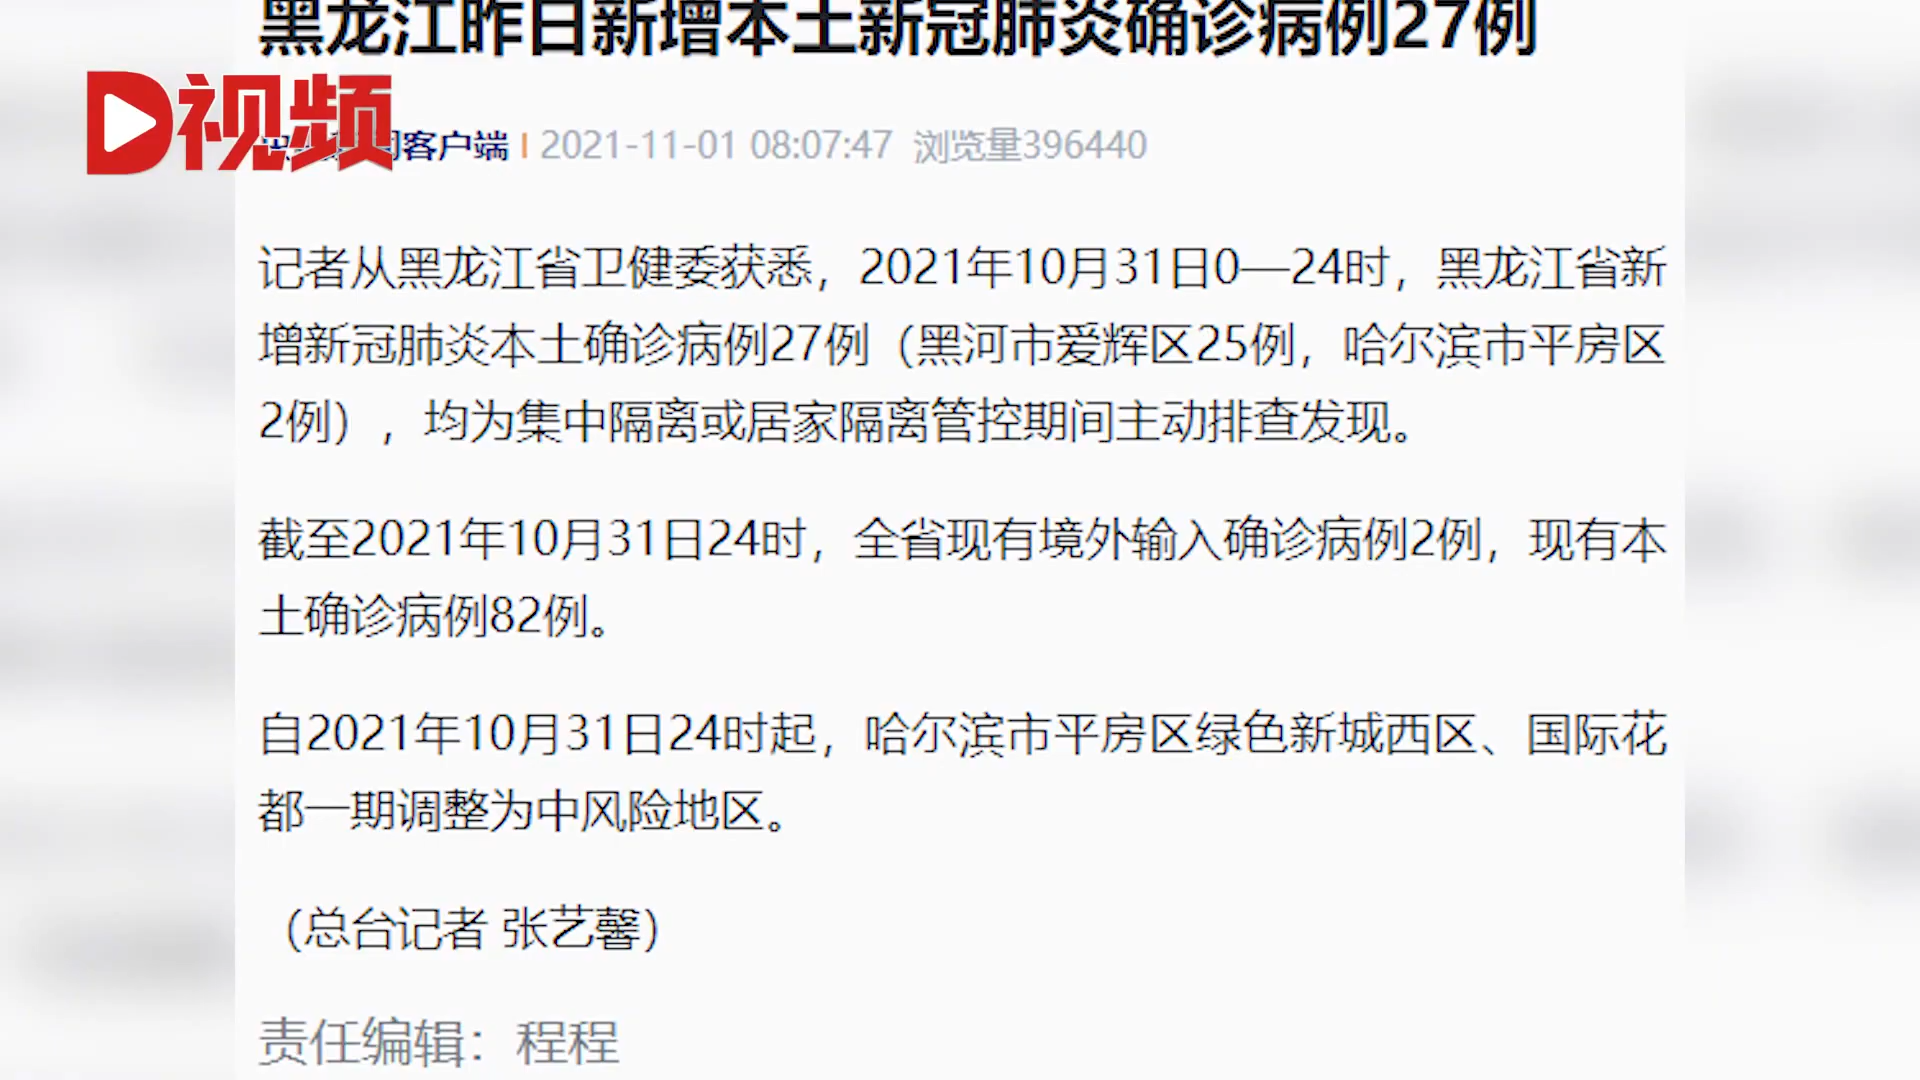 黑龙江昨日新增本土新冠肺炎确诊病例27例
D视频
客户端 | 2021-11-01 08:07:47 浏览量396440
记者从黑龙江省卫健委获悉，2021年10月31日0—24时，黑龙江省新
增新冠肺炎本土确诊病例27例（黑河市爱辉区25例，哈尔滨市平房区
2例），均为集中隔离或居家隔离管控期间主动排查发现。
截至2021年10月31日24时，全省现有境外输入确诊病例2例，现有本
土确诊病例82例。
自2021年10月31日24时起，哈尔滨市平房区绿色新城西区、国际花
都一期调整为中风险地区。
（总台记者 张艺馨）
责任编辑：程程